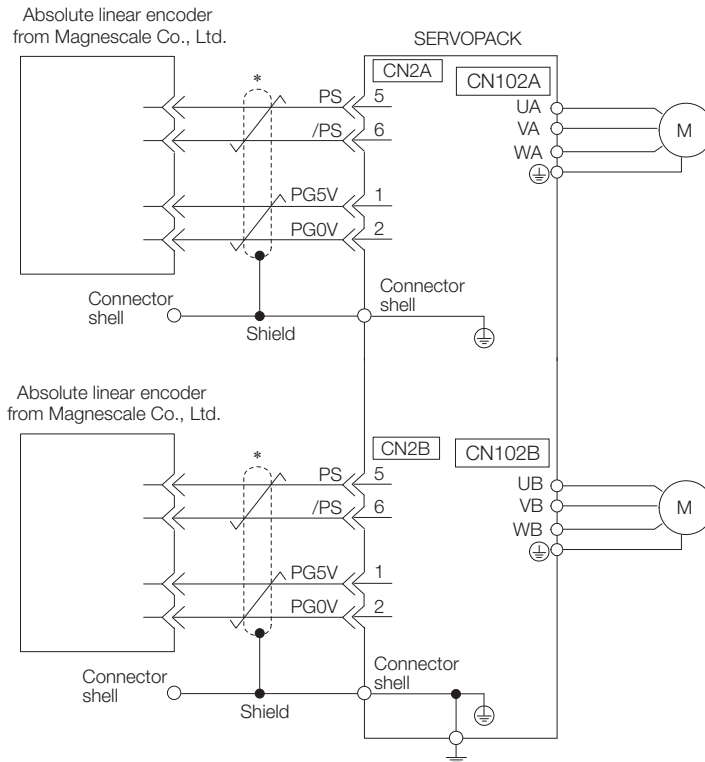 Absolute linear encoder
from Magnescale Co., Ltd.
SERVOPACK
*
CN2A
CN102A
PS
5
/PS
6
PG5V
1
PG0V
2
UA
VA
WA
M
Connector
shell
Shield
Connector
shell
Absolute linear encoder
from Magnescale Co., Ltd.
*
CN2B
CN102B
PS
5
/PS
6
PG5V
1
PG0V
2
UB
VB
WB
M
Connector
shell
Shield
Connector
shell